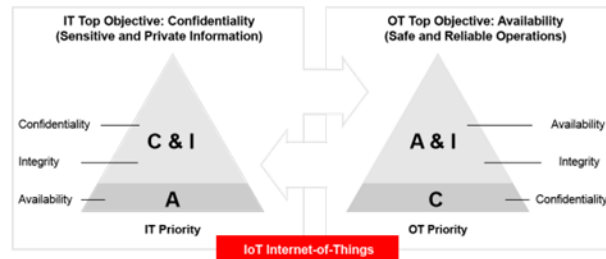 IT Top Objective: Confidentiality
(Sensitive and Private Information)
Confidentiality
Integrity
Availability
C & I
A
IT Priority
OT Top Objective: Availability
(Safe and Reliable Operations)
A & I
C
Availability
Integrity
Confidentiality
OT Priority
IoT Internet-of-Things